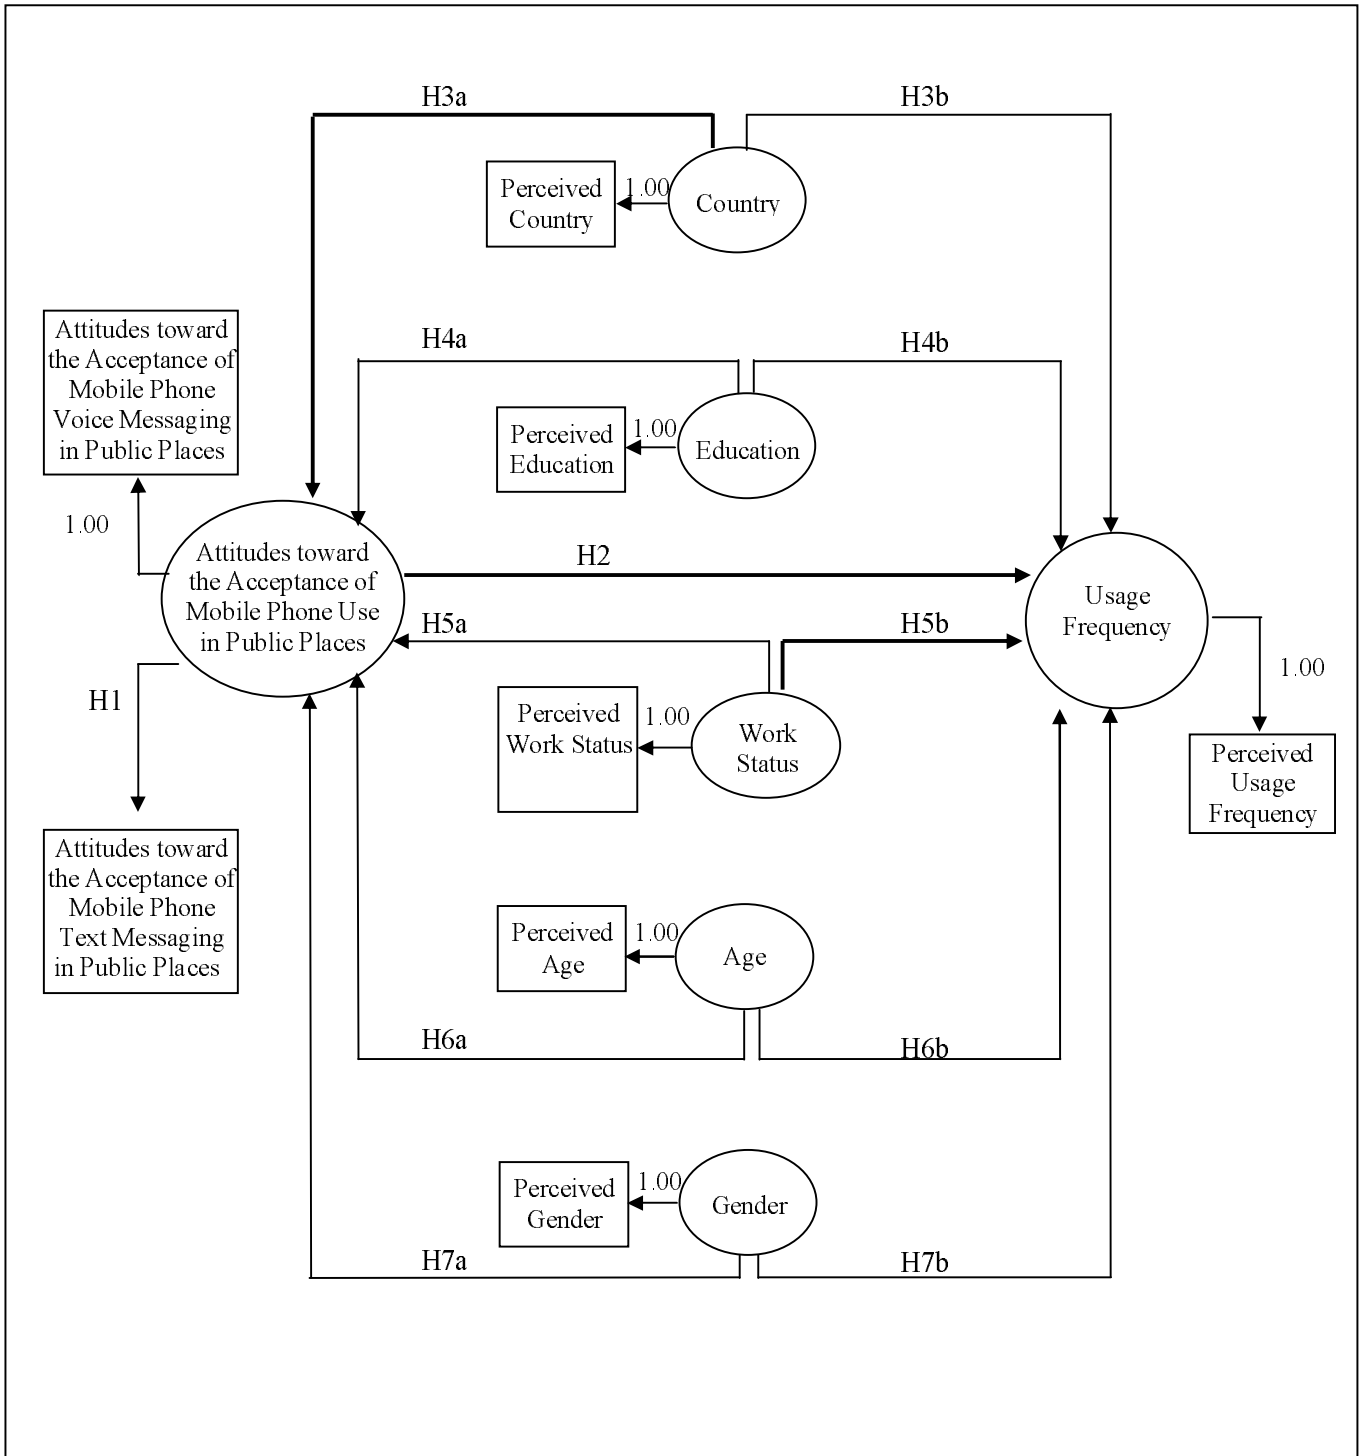 H3a
H3b
Perceived
Country
1.00
Country
Attitudes toward
the Acceptance of
Mobile Phone
Voice Messaging
in Public Places
H4a
H4b
Perceived
Education
1.00
Education
1.00
Attitudes toward
the Acceptance of
Mobile Phone Use
in Public Places
H2
Usage
Frequency
H5a
H5b
1.00
H1
Perceived
Work Status
1.00
Work
Status
Perceived
Usage
Frequency
Attitudes toward
the Acceptance of
Mobile Phone
Text Messaging
in Public Places
Perceived
Age
1.00
Age
H6a
H6b
Perceived
Gender
1.00
Gender
H7a
H7b